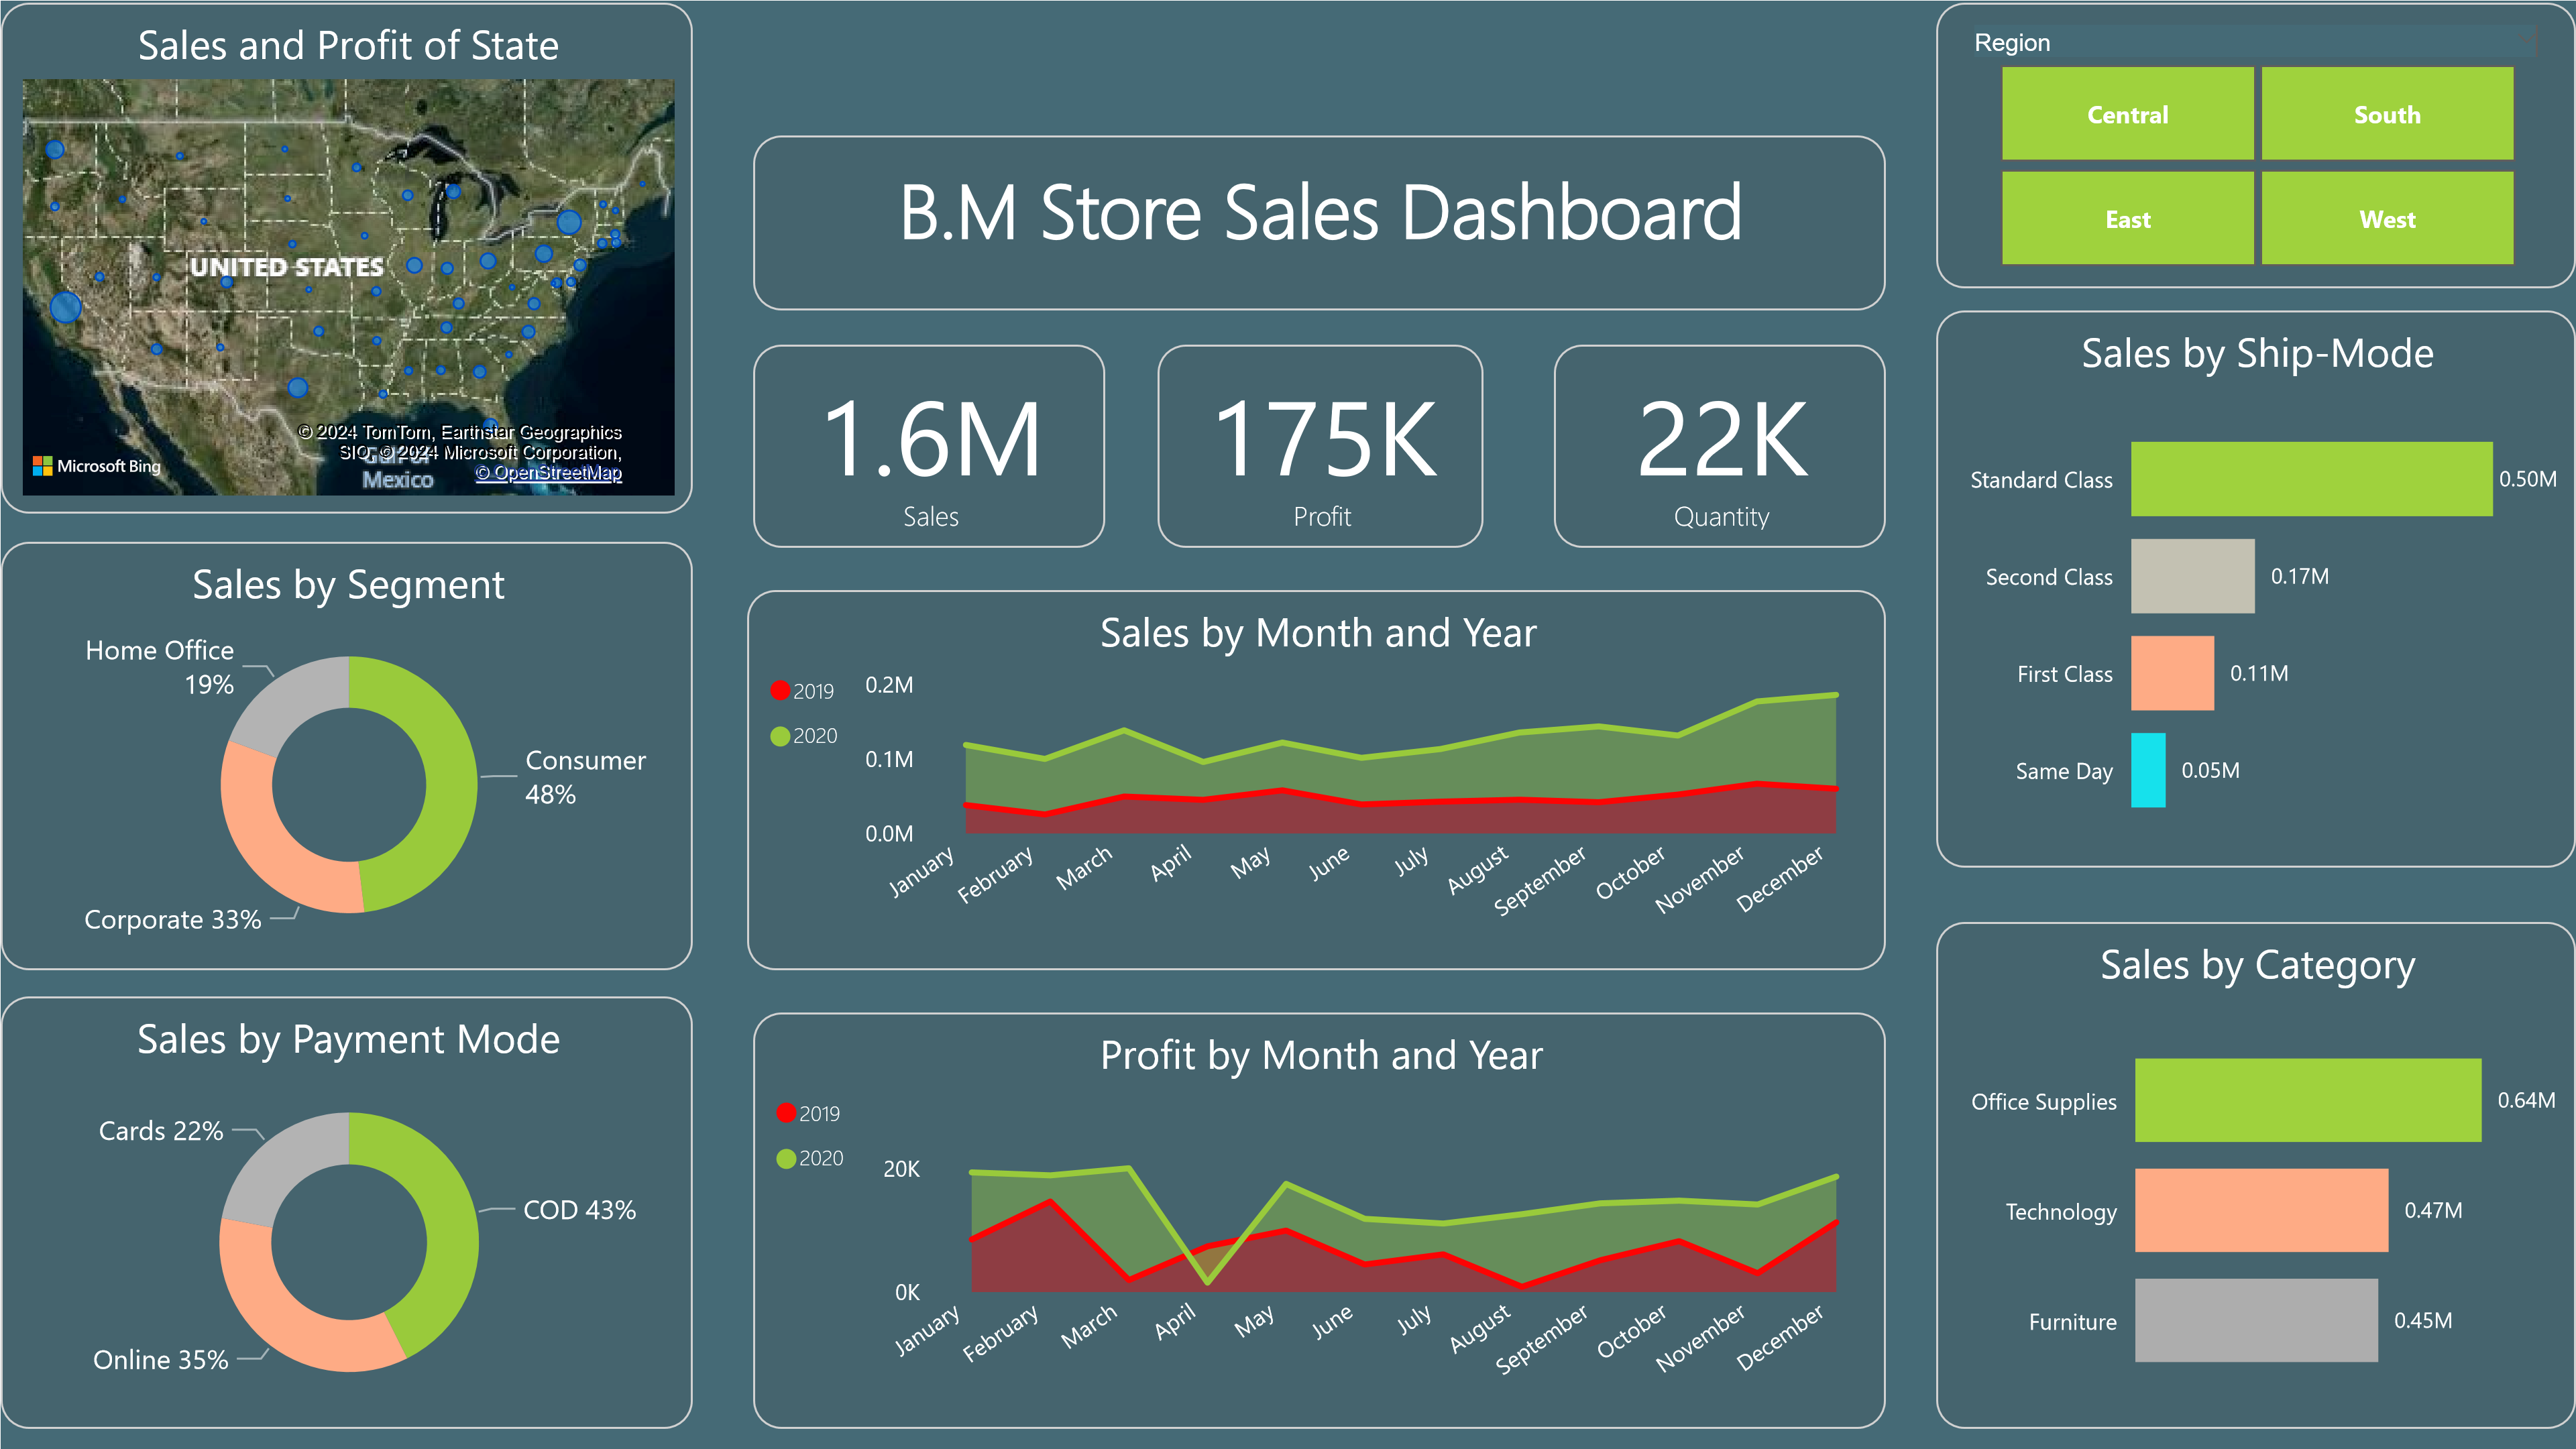 Sales and Profit of State
UNITED STATES
© 2024 TomTom, Earthstar Geographics
SIO, © 2024 Microsoft Corporation,
© OpenStreetMap
Gulf of
Mexico
Microsoft Bing
Sales by Segment
Home Office
19%
Consumer
48%
Corporate 33%
Sales by Payment Mode
Cards 22%
COD 43%
Online 35%
B.M Store Sales Dashboard
1.6M
Sales
175K
Profit
22K
Quantity
Sales by Month and Year
2019
2020
0.2M
0.1M
0.0M
January
February
March
April
May
June
July
August
September
October
November
December
Profit by Month and Year
2019
2020
20K
0K
January
February
March
April
May
June
July
August
September
October
November
December
Region
Central
South
East
West
Sales by Ship-Mode
Standard Class
0.50M
Second Class
0.17M
First Class
0.11M
Same Day
0.05M
Sales by Category
Office Supplies
0.64M
Technology
0.47M
Furniture
0.45M